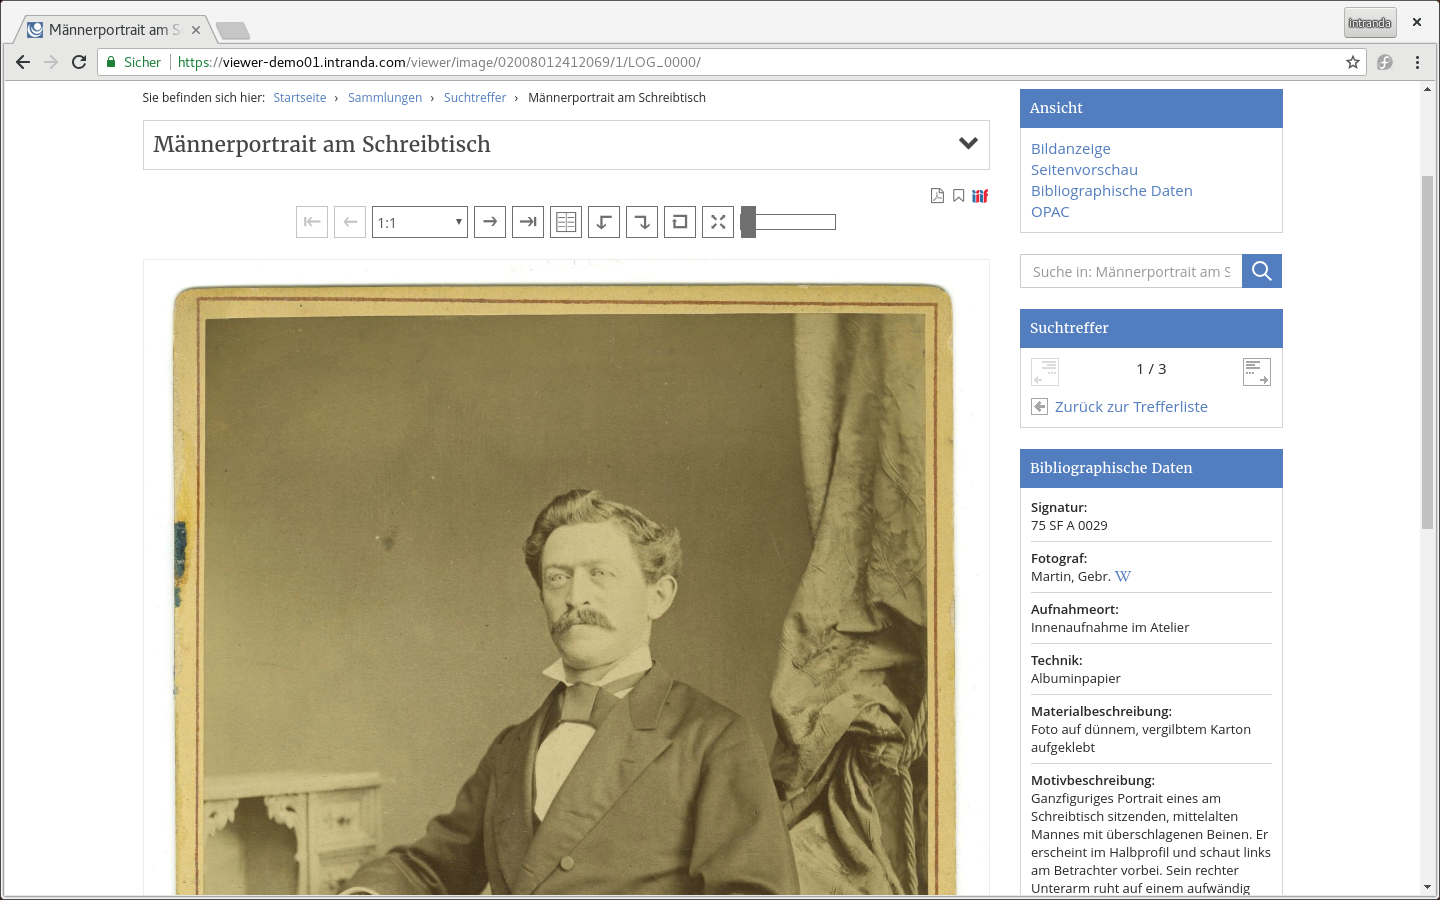 Männerportrait am S
intranda
Sicher
https://viewer-demo01.intranda.com/viewer/image/02008012412069/1/LOG_0000/
Sie befinden sich hier: Startseite › Sammlungen › Suchtreffer › Männerportrait am Schreibtisch
Männerportrait am Schreibtisch
1:1
Ansicht
Bildanzeige
Seitenvorschau
Bibliographische Daten
OPAC
Suche in: Männerportrait am S
Suchtreffer
1 / 3
Zurück zur Trefferliste
Bibliographische Daten
Signatur:
75 SF A 0029
Fotograf:
Martin, Gebr. W
Aufnahmeort:
Innenaufnahme im Atelier
Technik:
Albuminpapier
Materialbeschreibung:
Foto auf dünnem, vergilbtem Karton
aufgeklebt
Motivbeschreibung:
Ganzfiguriges Portrait eines am
Schreibtisch sitzenden, mittelalten
Mannes mit überschlagenen Beinen. Er
erscheint im Halbprofil und schaut links
am Betrachter vorbei. Sein rechter
Unterarm ruht auf einem aufwändig